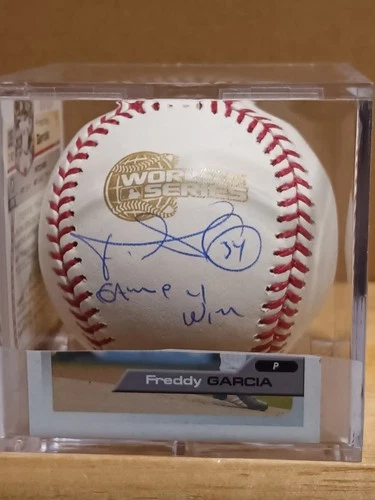 WORLD
SERIES
34
Game 4
Win
P
Freddy GARCIA